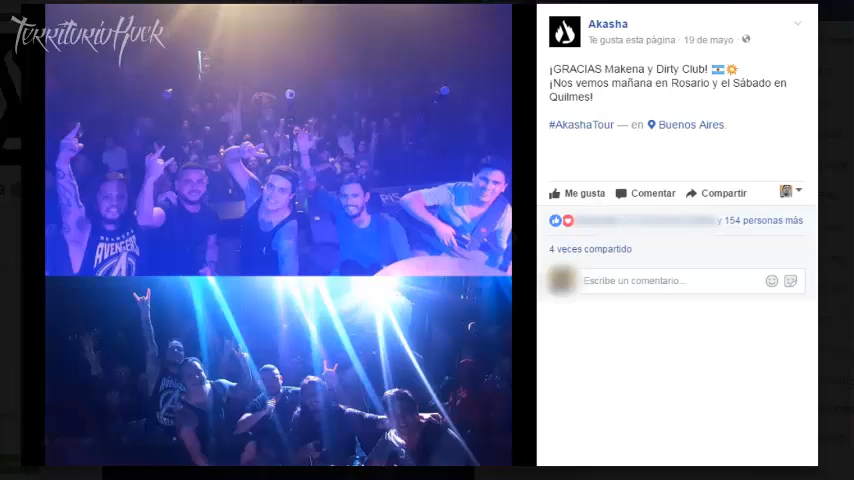 TerritorioRock
Akasha
Te gusta esta página · 19 de mayo ·
¡GRACIAS Makena y Dirty Club!
¡Nos vemos mañana en Rosario y el Sábado en
Quilmes!
#AkashaTour — en Buenos Aires.
AVENGERS
Me gusta Comentar Compartir
y 154 personas más
4 veces compartido
Escribe un comentario...